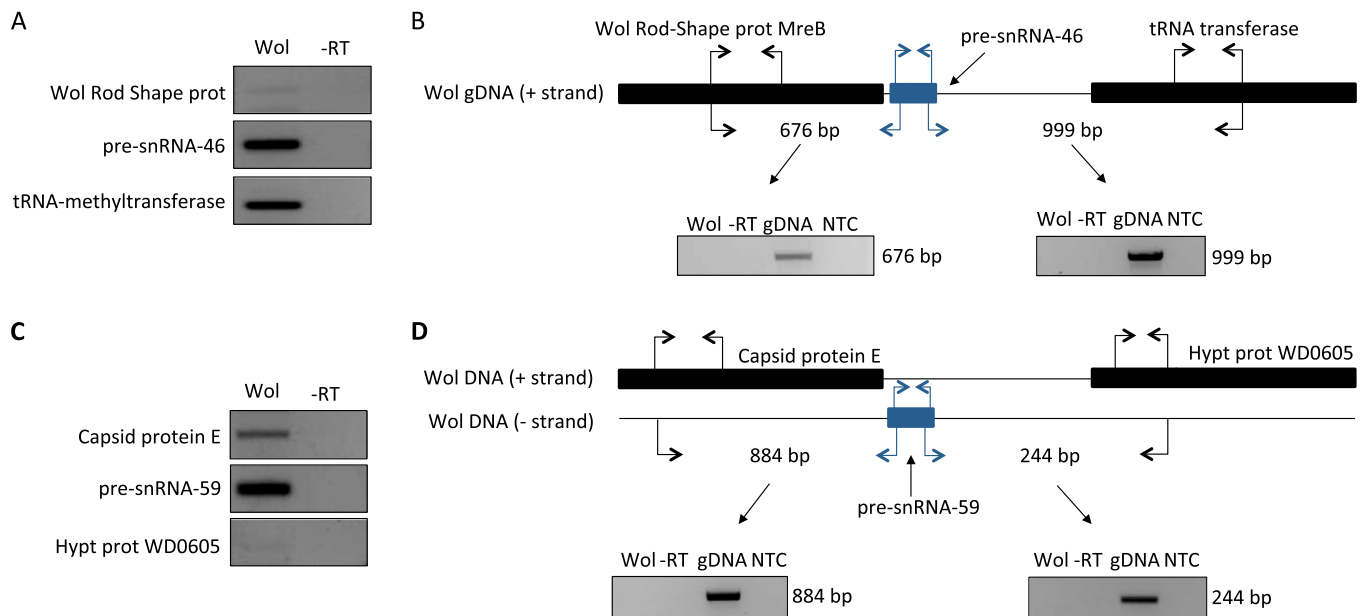 A
Wol -RT
Wol Rod Shape prot
pre-snRNA-46
tRNA-methyltransferase
B
Wol Rod-Shape prot MreB
pre-snRNA-46
tRNA transferase
Wol gDNA (+ strand)
676 bp
999 bp
Wol -RT gDNA NTC
676 bp
Wol -RT gDNA NTC
999 bp
C
Wol -RT
Capsid protein E
pre-snRNA-59
Hypt prot WD0605
D
Capsid protein E
Hypt prot WD0605
Wol DNA (+ strand)
Wol DNA (- strand)
884 bp
244 bp
pre-snRNA-59
Wol -RT gDNA NTC
884 bp
Wol -RT gDNA NTC
244 bp